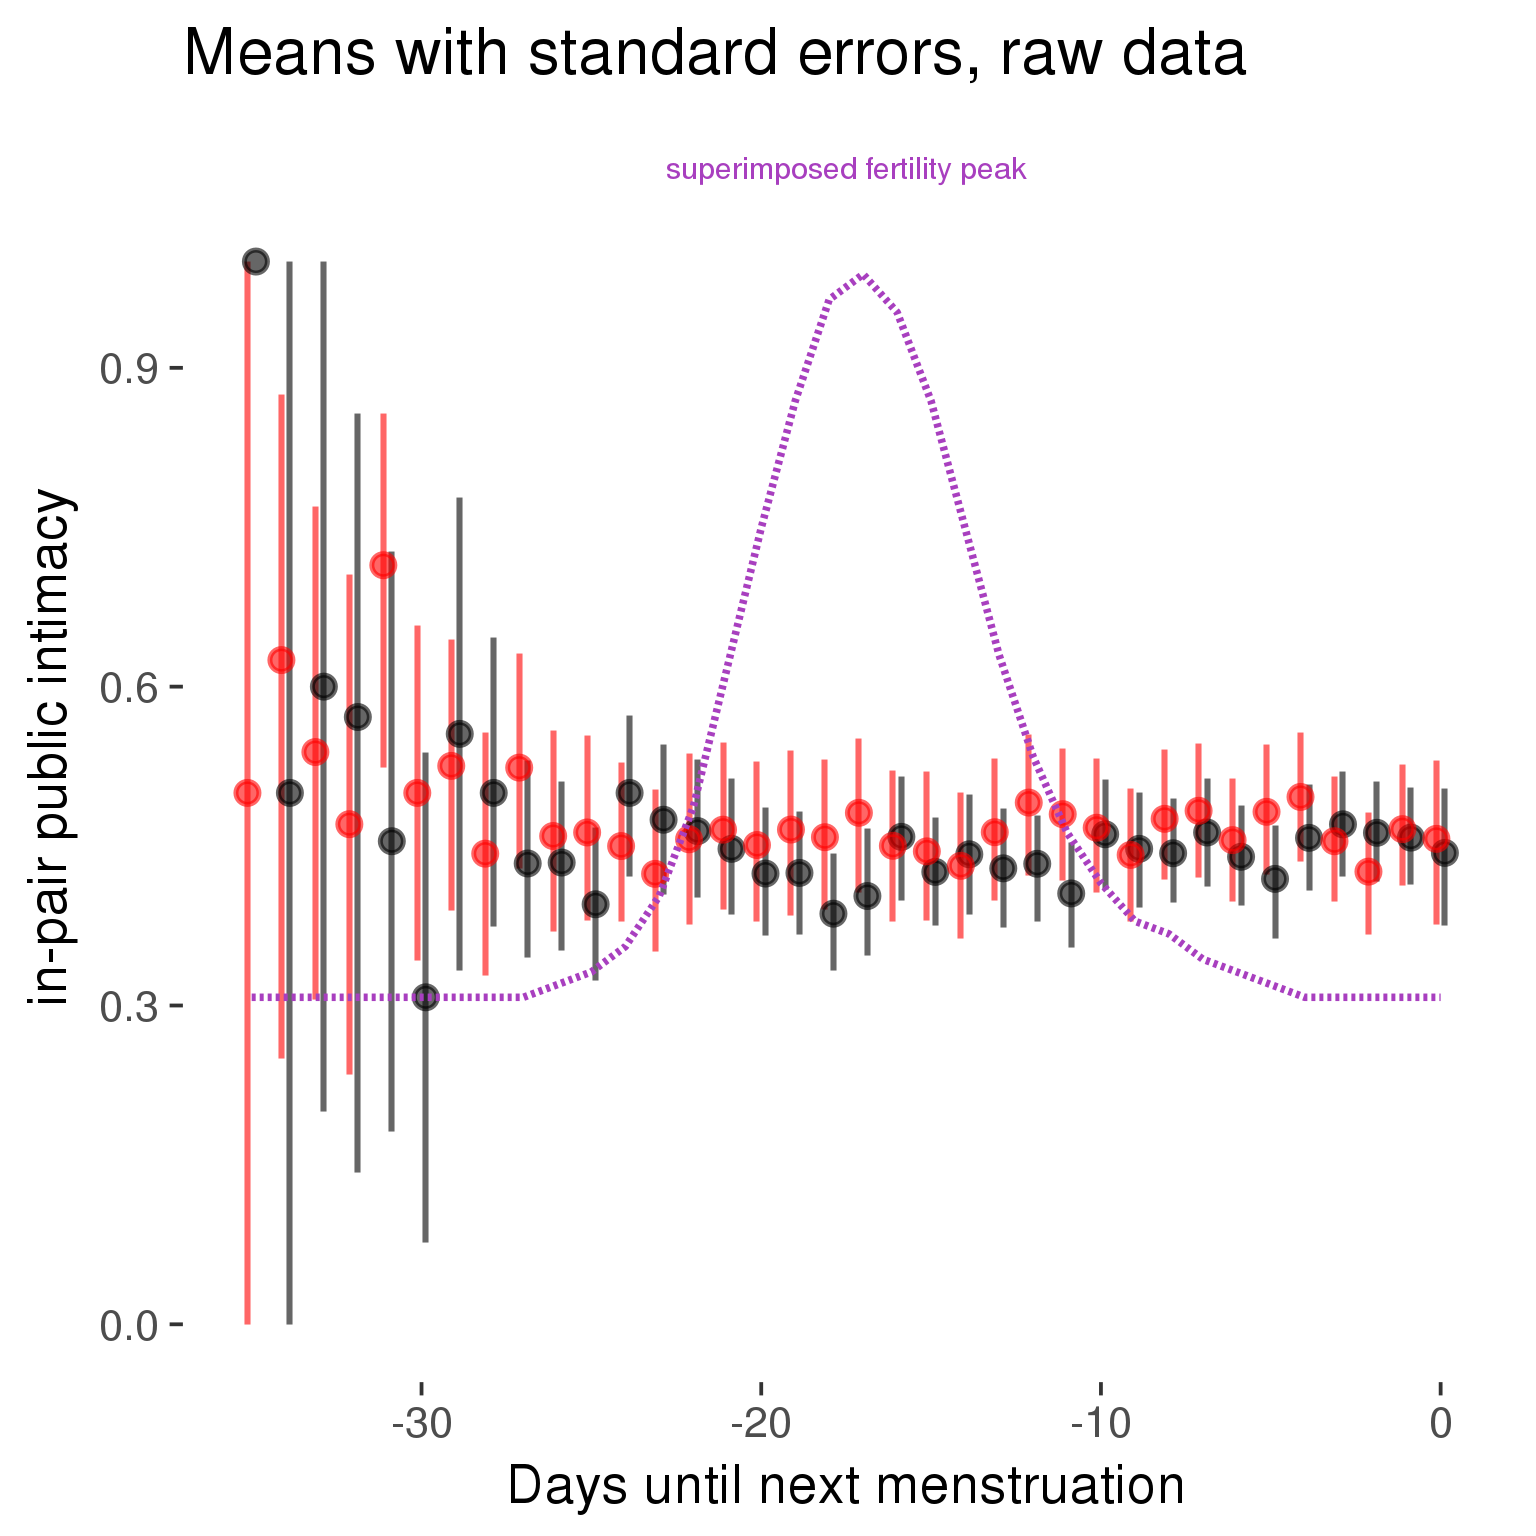 Means with standard errors, raw data
superimposed fertility peak
0.9
0.6
0.3
0.0
in-pair public intimacy
-30
-20
-10
0
Days until next menstruation